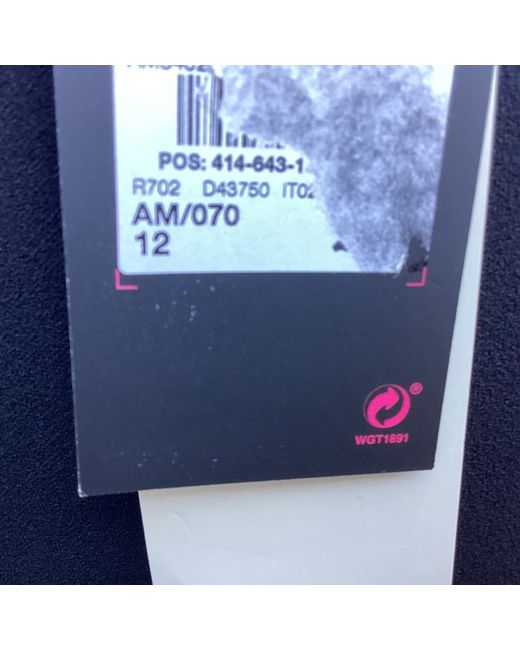 POS: 414-643-1
R702 D43750 IT02
AM/070
12
®
WGT1891